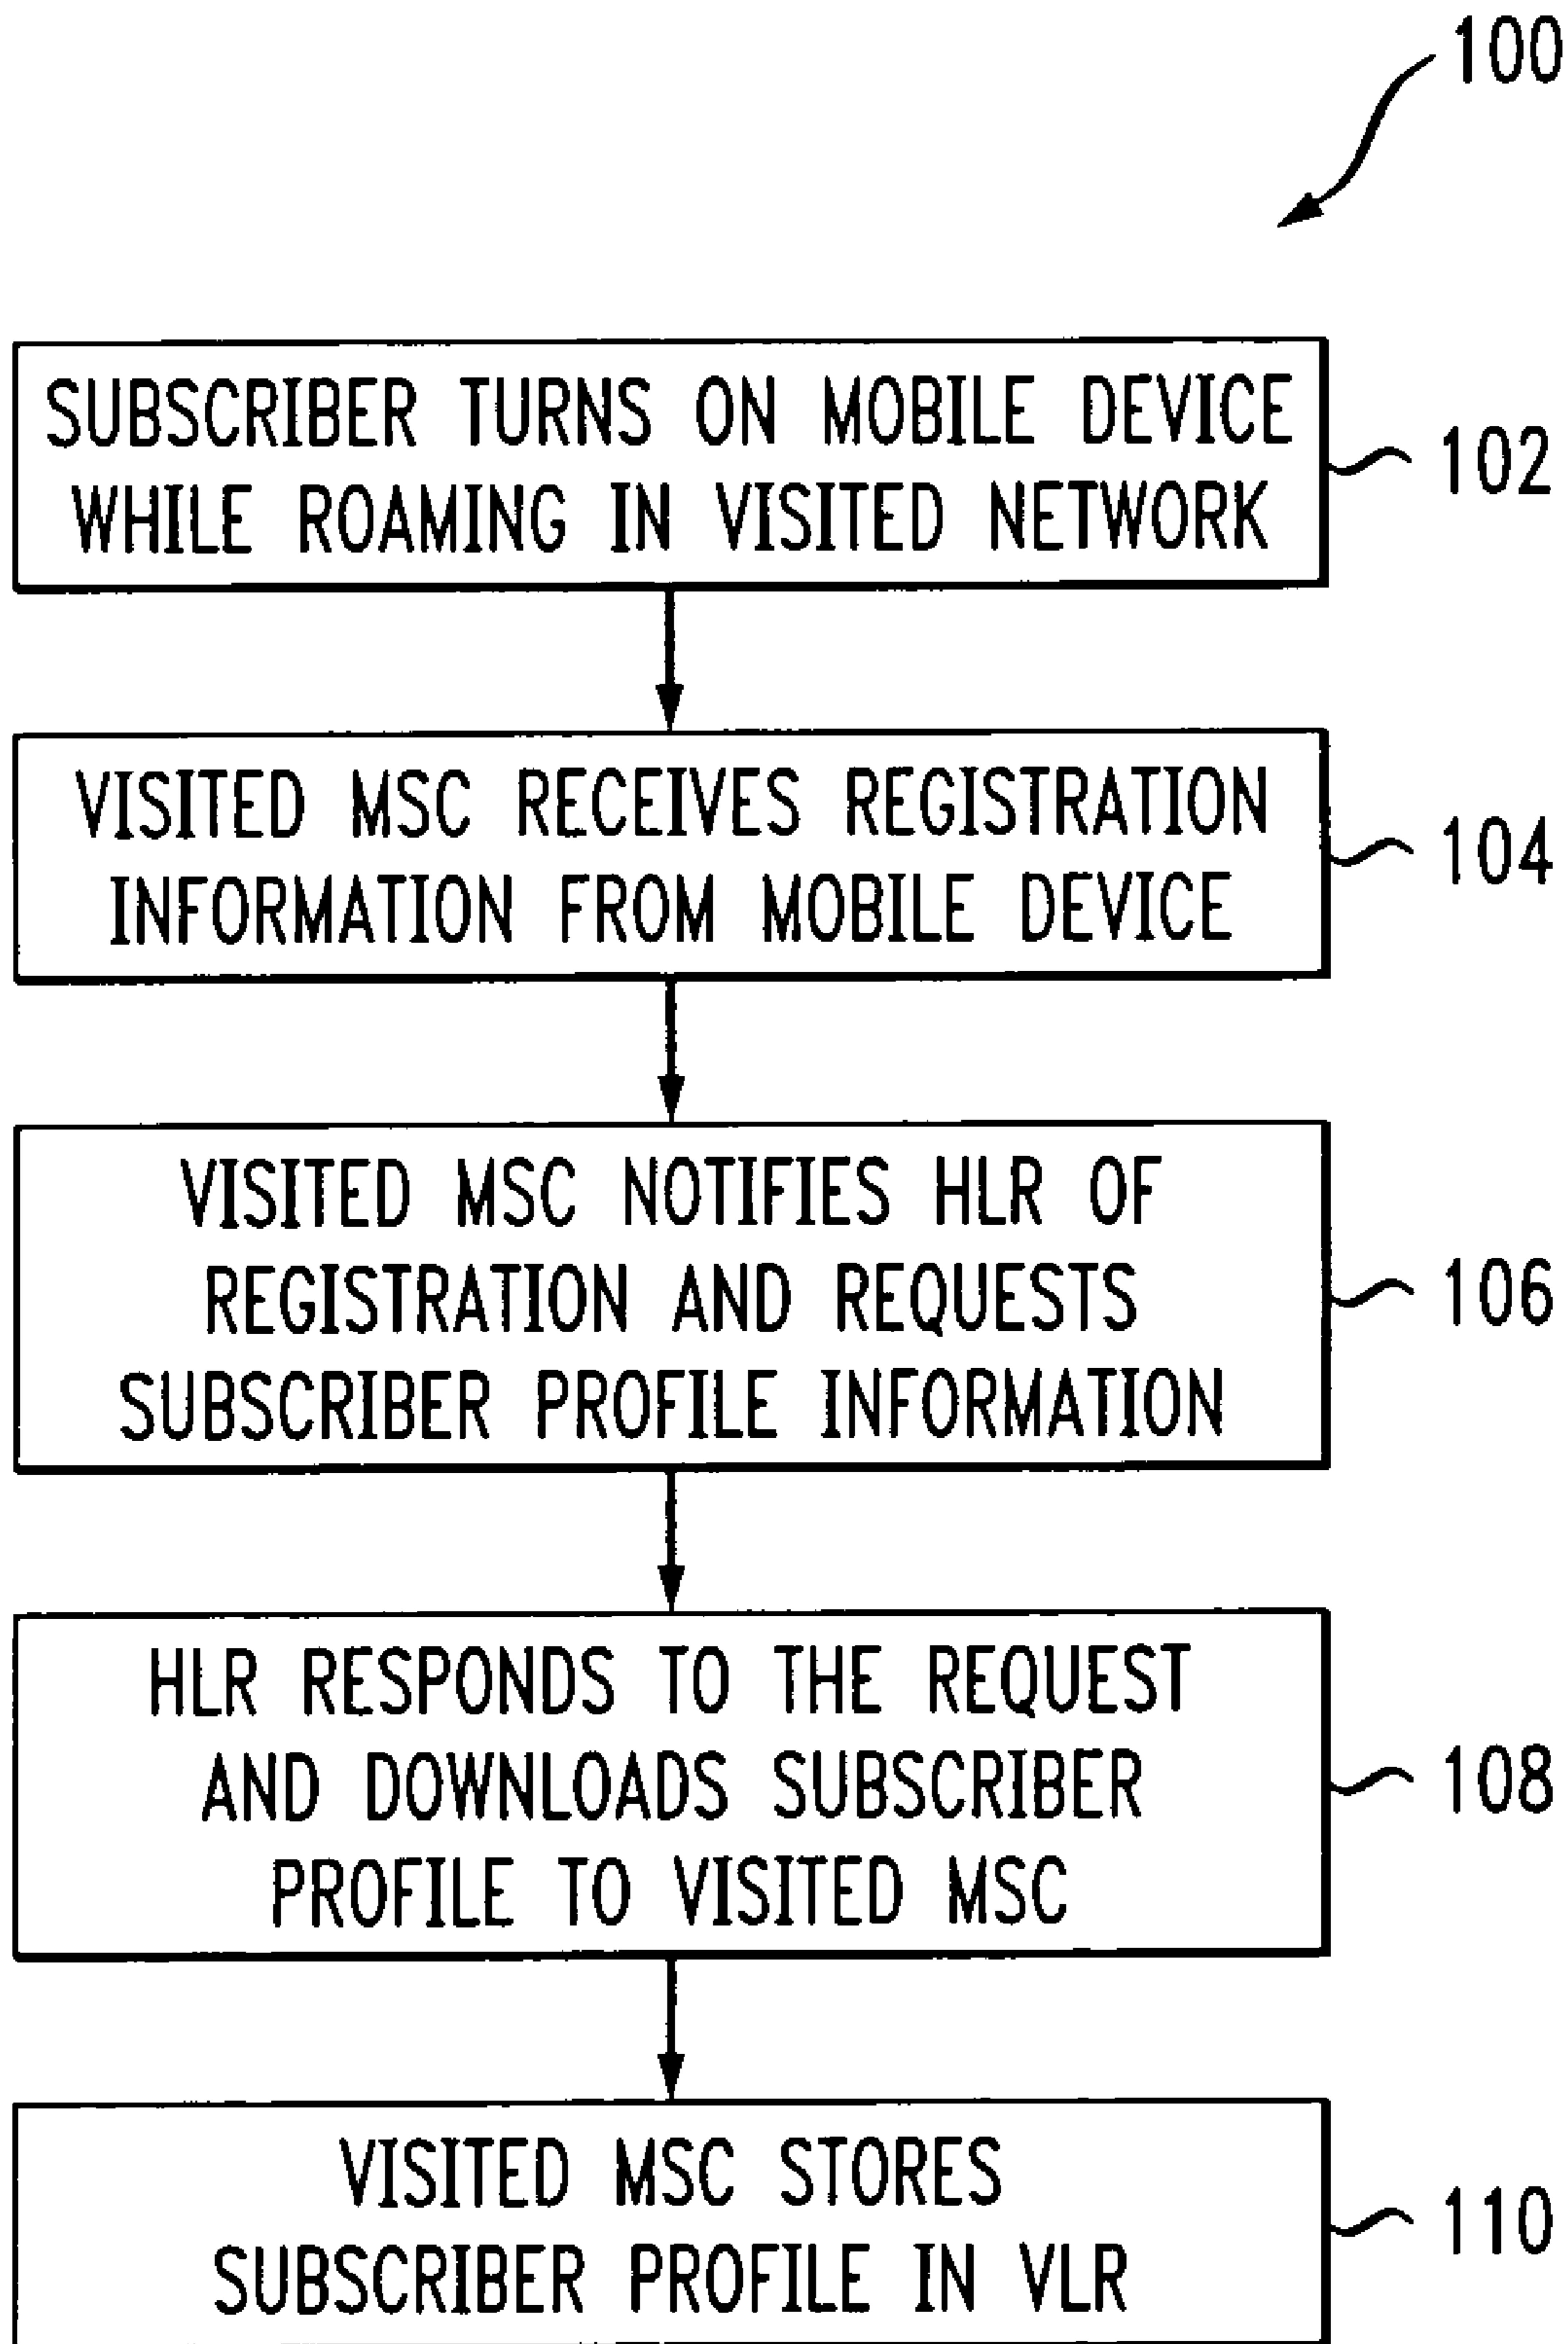 100
SUBSCRIBER TURNS ON MOBILE DEVICE
WHILE ROAMING IN VISITED NETWORK
102
VISITED MSC RECEIVES REGISTRATION
INFORMATION FROM MOBILE DEVICE
104
VISITED MSC NOTIFIES HLR OF
REGISTRATION AND REQUESTS
SUBSCRIBER PROFILE INFORMATION
106
HLR RESPONDS TO THE REQUEST
AND DOWNLOADS SUBSCRIBER
PROFILE TO VISITED MSC
108
VISITED MSC STORES
SUBSCRIBER PROFILE IN VLR
110